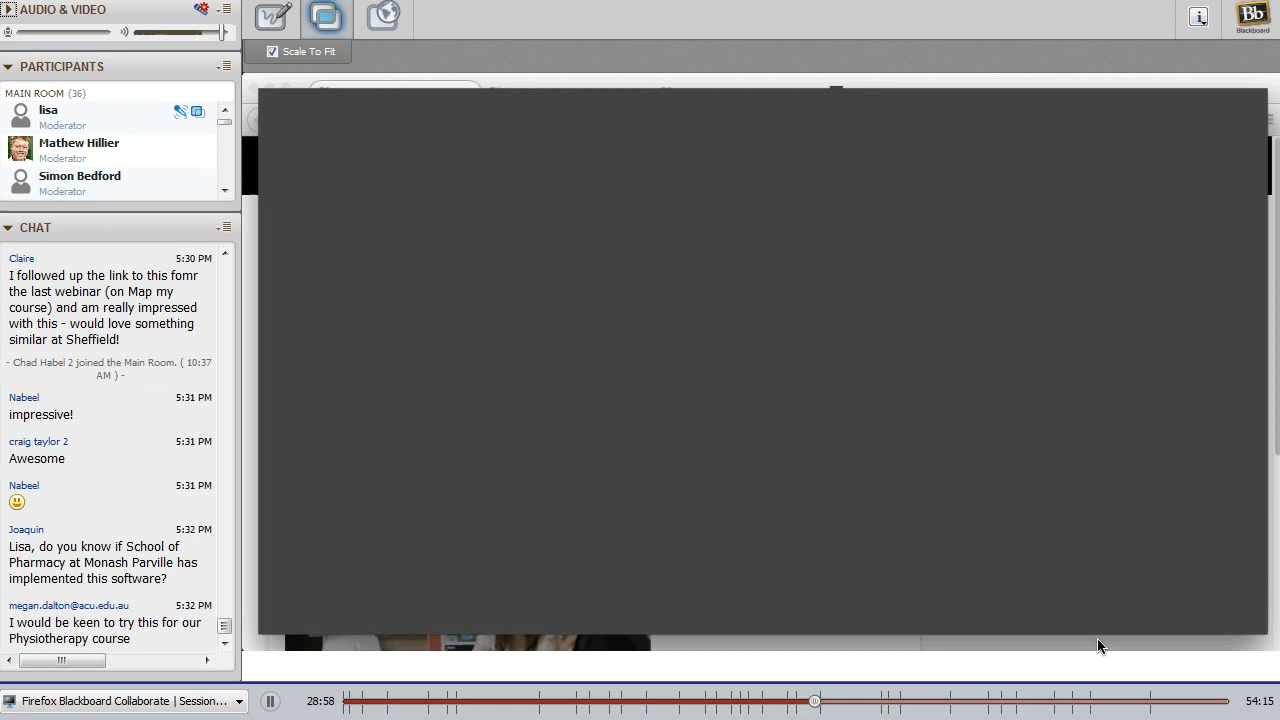 AUDIO & VIDEO
PARTICIPANTS
MAIN ROOM (36)
lisa
Moderator
Mathew Hillier
Moderator
Simon Bedford
Moderator
CHAT
Claire 5:30 PM
I followed up the link to this fomr
the last webinar (on Map my
course) and am really impressed
with this - would love something
similar at Sheffield!
- Chad Habel 2 joined the Main Room. ( 10:37
AM ) -
Nabeel 5:31 PM
impressive!
craig taylor 2 5:31 PM
Awesome
Nabeel 5:31 PM
Joaquin 5:32 PM
Lisa, do you know if School of
Pharmacy at Monash Parville has
implemented this software?
megan.dalton@acu.edu.au 5:32 PM
I would be keen to try this for our
Physiotherapy course
Scale To Fit
i
Bb
Blackboard
Firefox Blackboard Collaborate | Session...
28:58
54:15